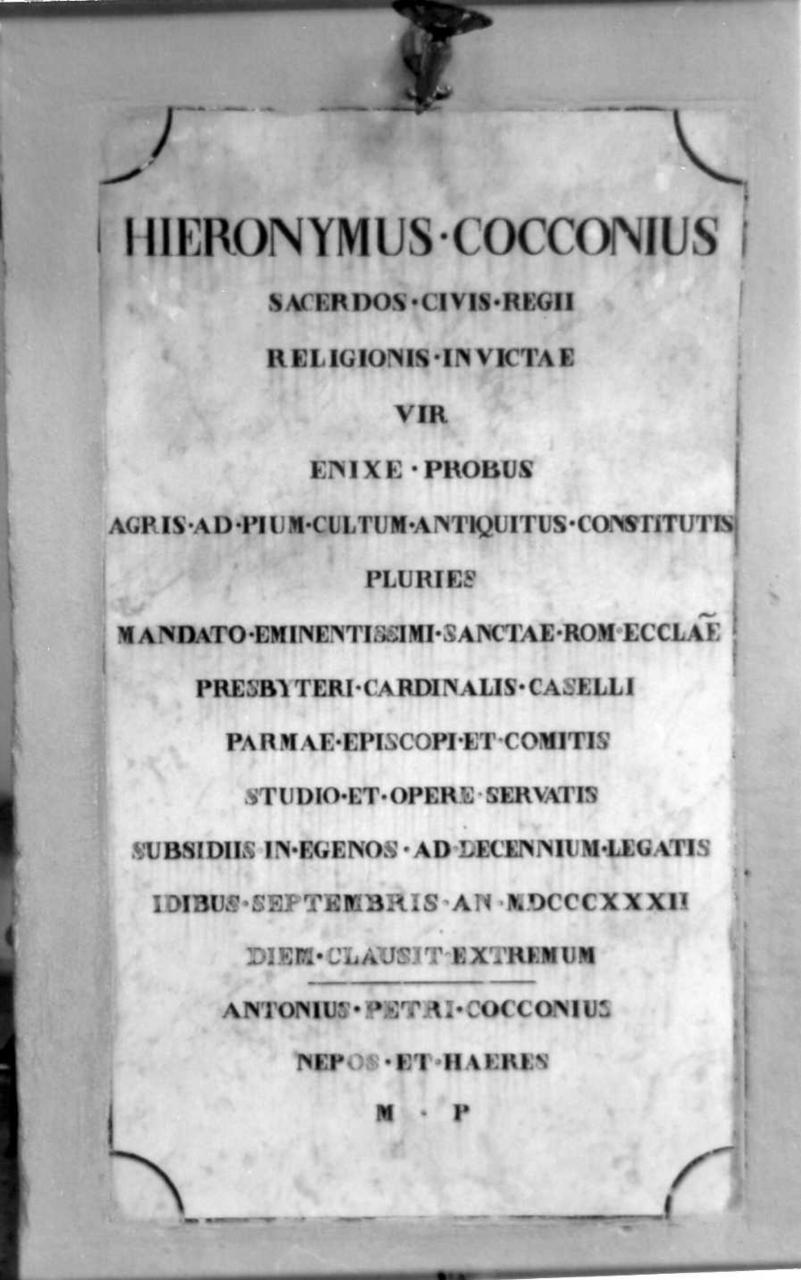 HIERONYMUS·COCCONIUS
SACERDOS·CIVIS·REGII
RELIGIONIS·INVICTAE
VIR
ENIXE·PROBUS
AGRIS·AD·PIUM·CULTUM·ANTIQUITUS·CONSTITUTIS
PLURIES
MANDATO·EMINENTISSIMI·SANCTAE·ROM·ECCLAẼ
PRESBYTERI·CARDINALIS·CASELLI
PARMAE·EPISCOPI·ET·COMITIS
STUDIO·ET·OPERE·SERVATIS
SUBSIDIIS IN·EGENOS·AD·DECENNIUM·LEGATIS
IDIBUS·SEPTEMBRIS·AN·MDCCCXXXII
DIEM·CLAUSIT·EXTREMUM
ANTONIUS·PETRI·COCCONIUS
NEPOS·ET·HAERES
M·P